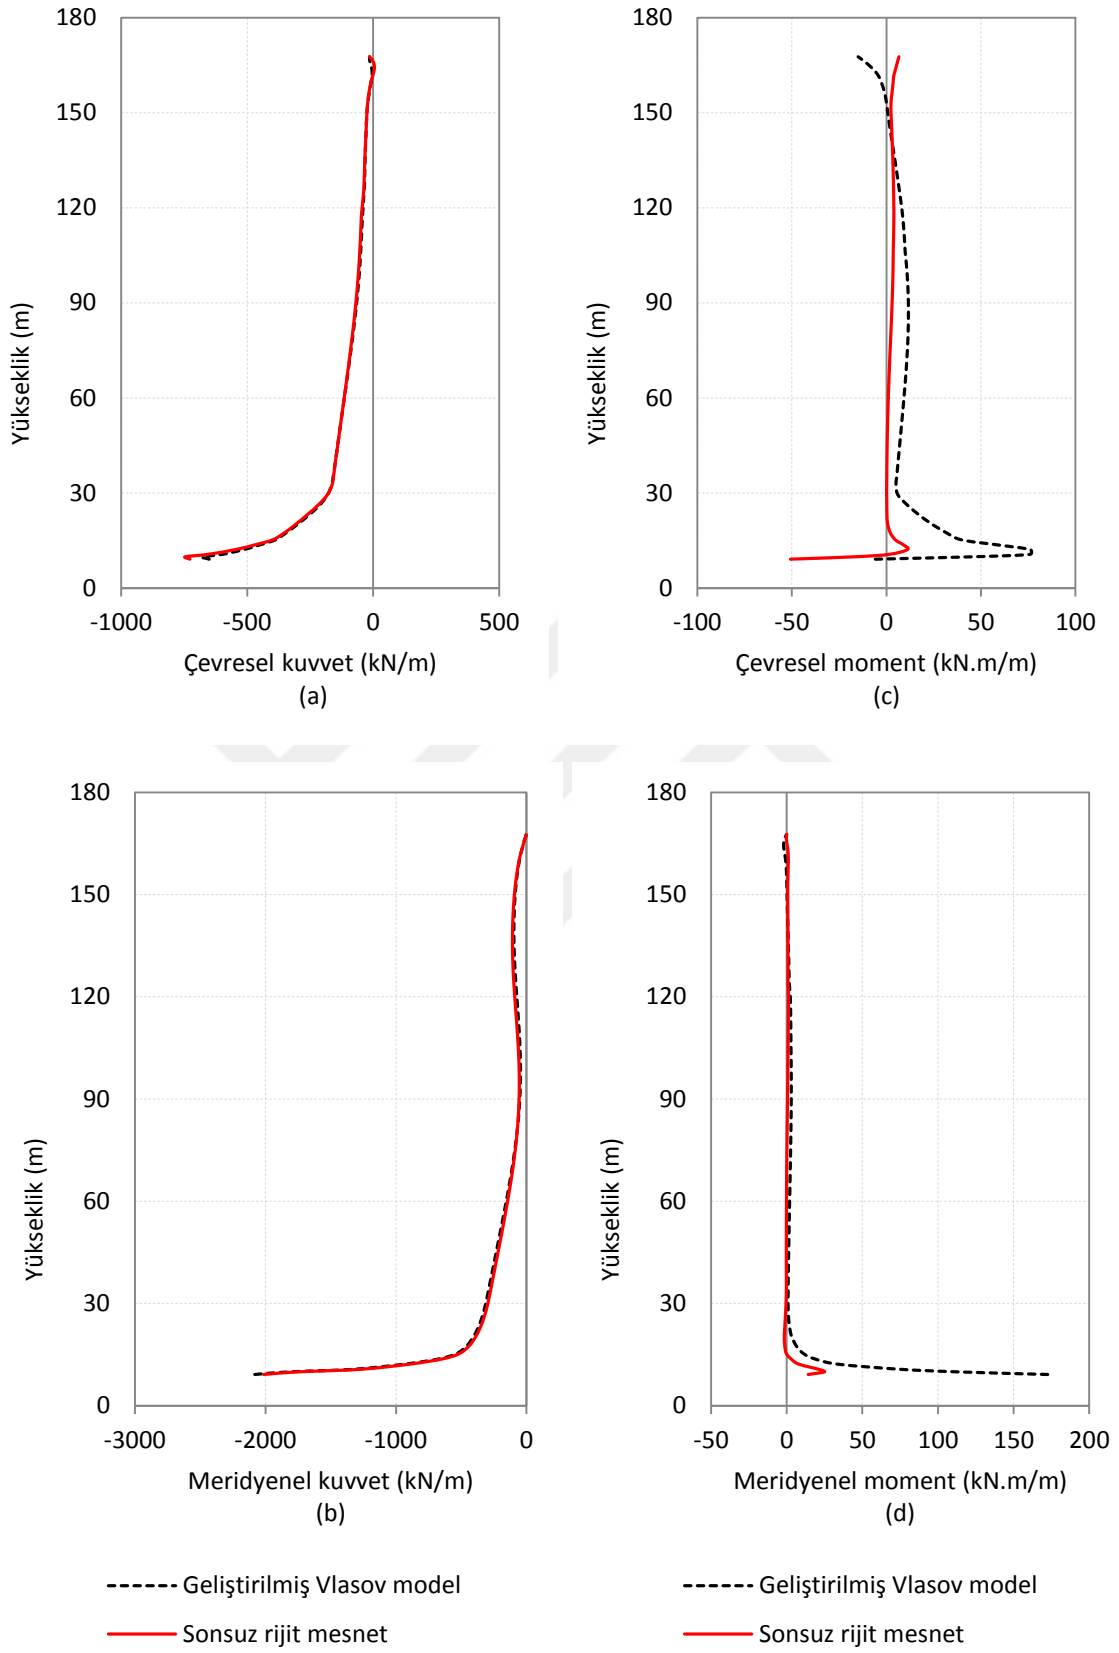 180
150
120
90
60
30
0
Yükseklik (m)
-1000 -500 0 500
Çevresel kuvvet (kN/m)
(a)
180
150
120
90
60
30
0
Yükseklik (m)
-100 -50 0 50 100
Çevresel moment (kN.m/m)
(c)
180
150
120
90
60
30
0
Yükseklik (m)
-3000 -2000 -1000 0
Meridyenel kuvvet (kN/m)
(b)
180
150
120
90
60
30
0
Yükseklik (m)
-50 0 50 100 150 200
Meridyenel moment (kN.m/m)
(d)
Geliştirilmiş Vlasov model
Sonsuz rijit mesnet
Geliştirilmiş Vlasov model
Sonsuz rijit mesnet